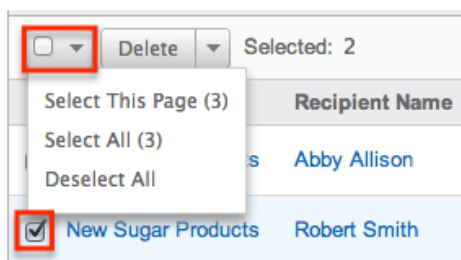 Delete Selected: 2
Select This Page (3)
Recipient Name
Select All (3)
s Abby Allison
Deselect All
New Sugar Products Robert Smith